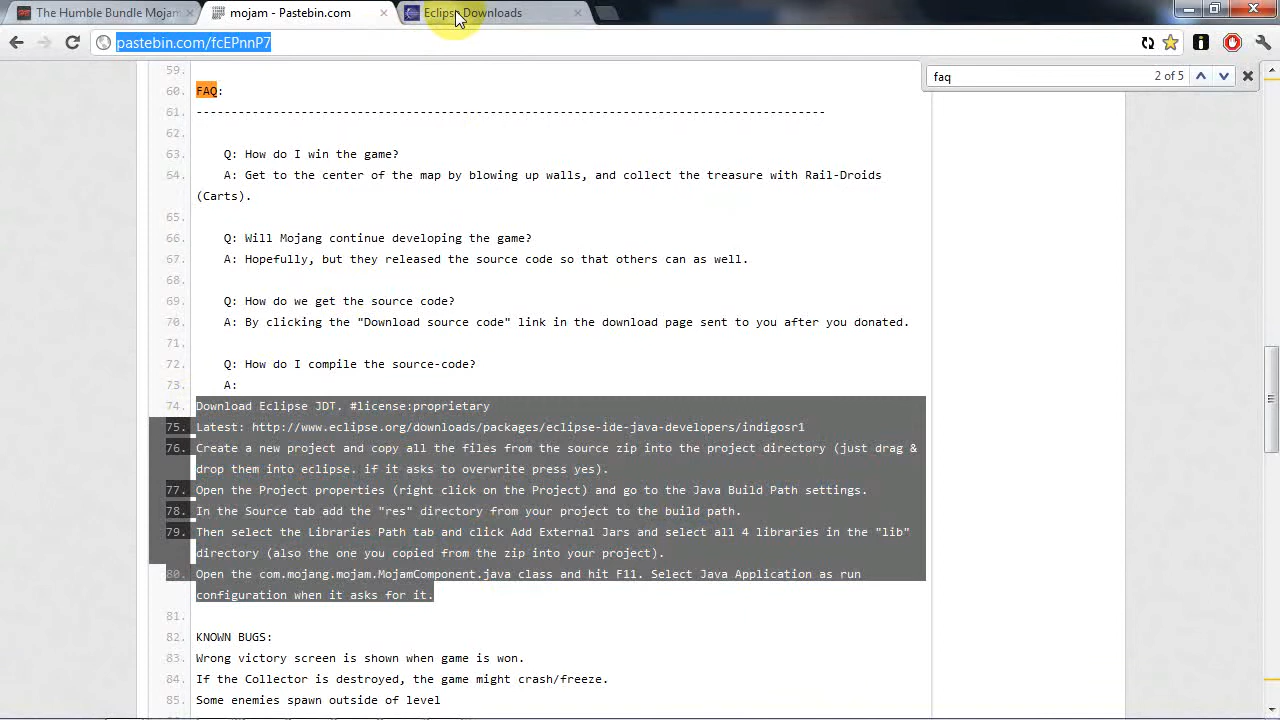 The Humble Bundle Mojam
mojam - Pastebin.com
Eclipse Downloads
pastebin.com/fcEPnnP7
faq
2 of 5
59.
60. FAQ:
61. ------------------------------------------------------------------------------------------
62.
63. Q: How do I win the game?
64. A: Get to the center of the map by blowing up walls, and collect the treasure with Rail-Droids
(Carts).
65.
66. Q: Will Mojang continue developing the game?
67. A: Hopefully, but they released the source code so that others can as well.
68.
69. Q: How do we get the source code?
70. A: By clicking the "Download source code" link in the download page sent to you after you donated.
71.
72. Q: How do I compile the source-code?
73. A:
74. Download Eclipse JDT. #license:proprietary
75. Latest: http://www.eclipse.org/downloads/packages/eclipse-ide-java-developers/indigosr1
76. Create a new project and copy all the files from the source zip into the project directory (just drag &
drop them into eclipse. if it asks to overwrite press yes).
77. Open the Project properties (right click on the Project) and go to the Java Build Path settings.
78. In the Source tab add the "res" directory from your project to the build path.
79. Then select the Libraries Path tab and click Add External Jars and select all 4 libraries in the "lib"
directory (also the one you copied from the zip into your project).
80. Open the com.mojang.mojam.MojamComponent.java class and hit F11. Select Java Application as run
configuration when it asks for it.
81.
82. KNOWN BUGS:
83. Wrong victory screen is shown when game is won.
84. If the Collector is destroyed, the game might crash/freeze.
85. Some enemies spawn outside of level